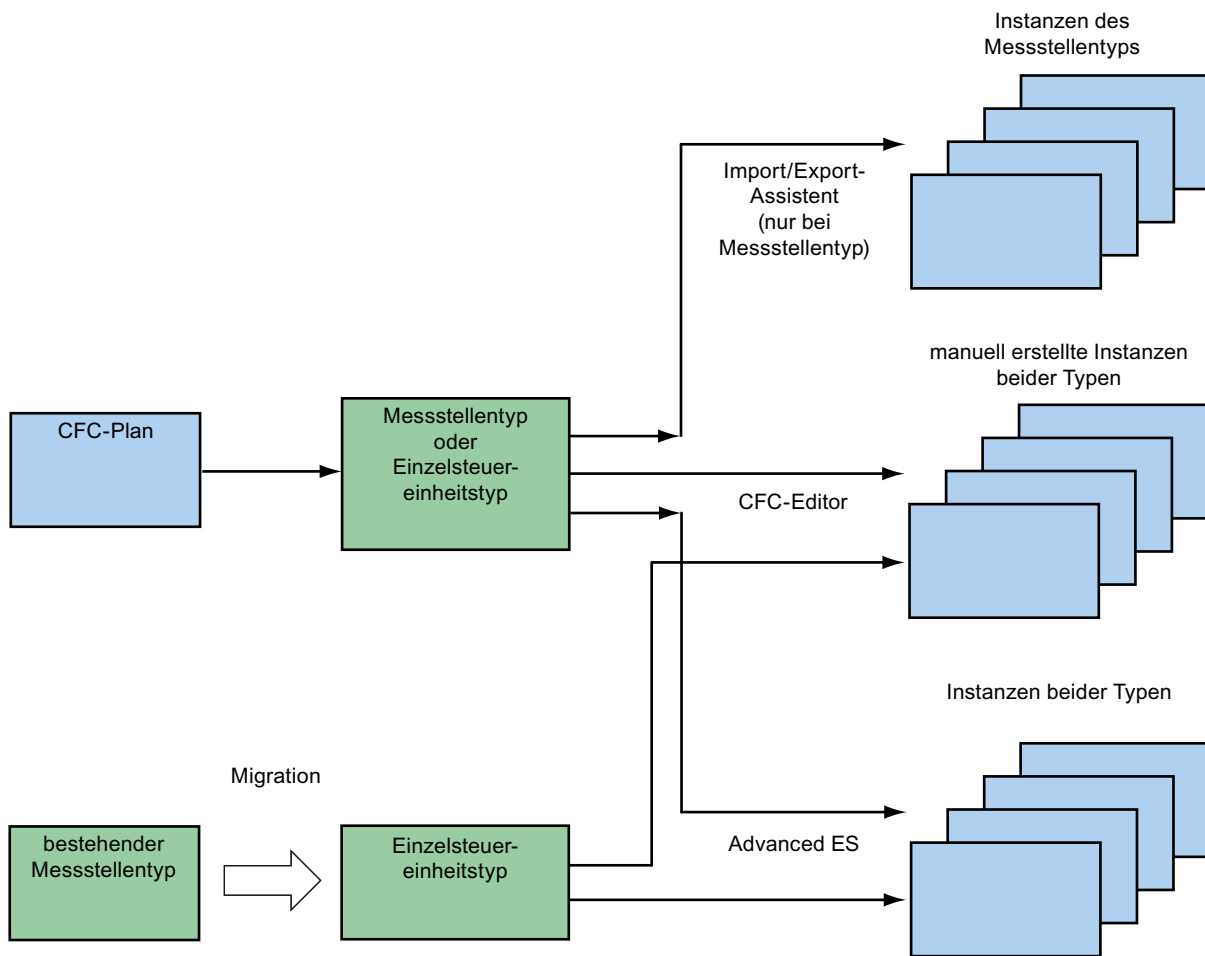 Instanzen des
Messstellentyps
Import/Export-
Assistent
(nur bei
Messstellentyp)
manuell erstellte Instanzen
beider Typen
CFC-Plan
Messstellentyp
oder
Einzelsteuer-
einheitstyp
CFC-Editor
Instanzen beider Typen
Migration
bestehender
Messstellentyp
Einzelsteuer-
einheitstyp
Advanced ES